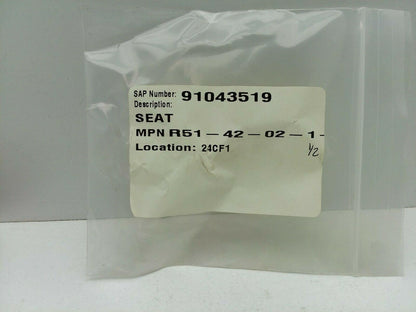 SAP Number: 91043519
Description:
SEAT
MPN R51-42-02-1-
Location: 24CF1
1/2